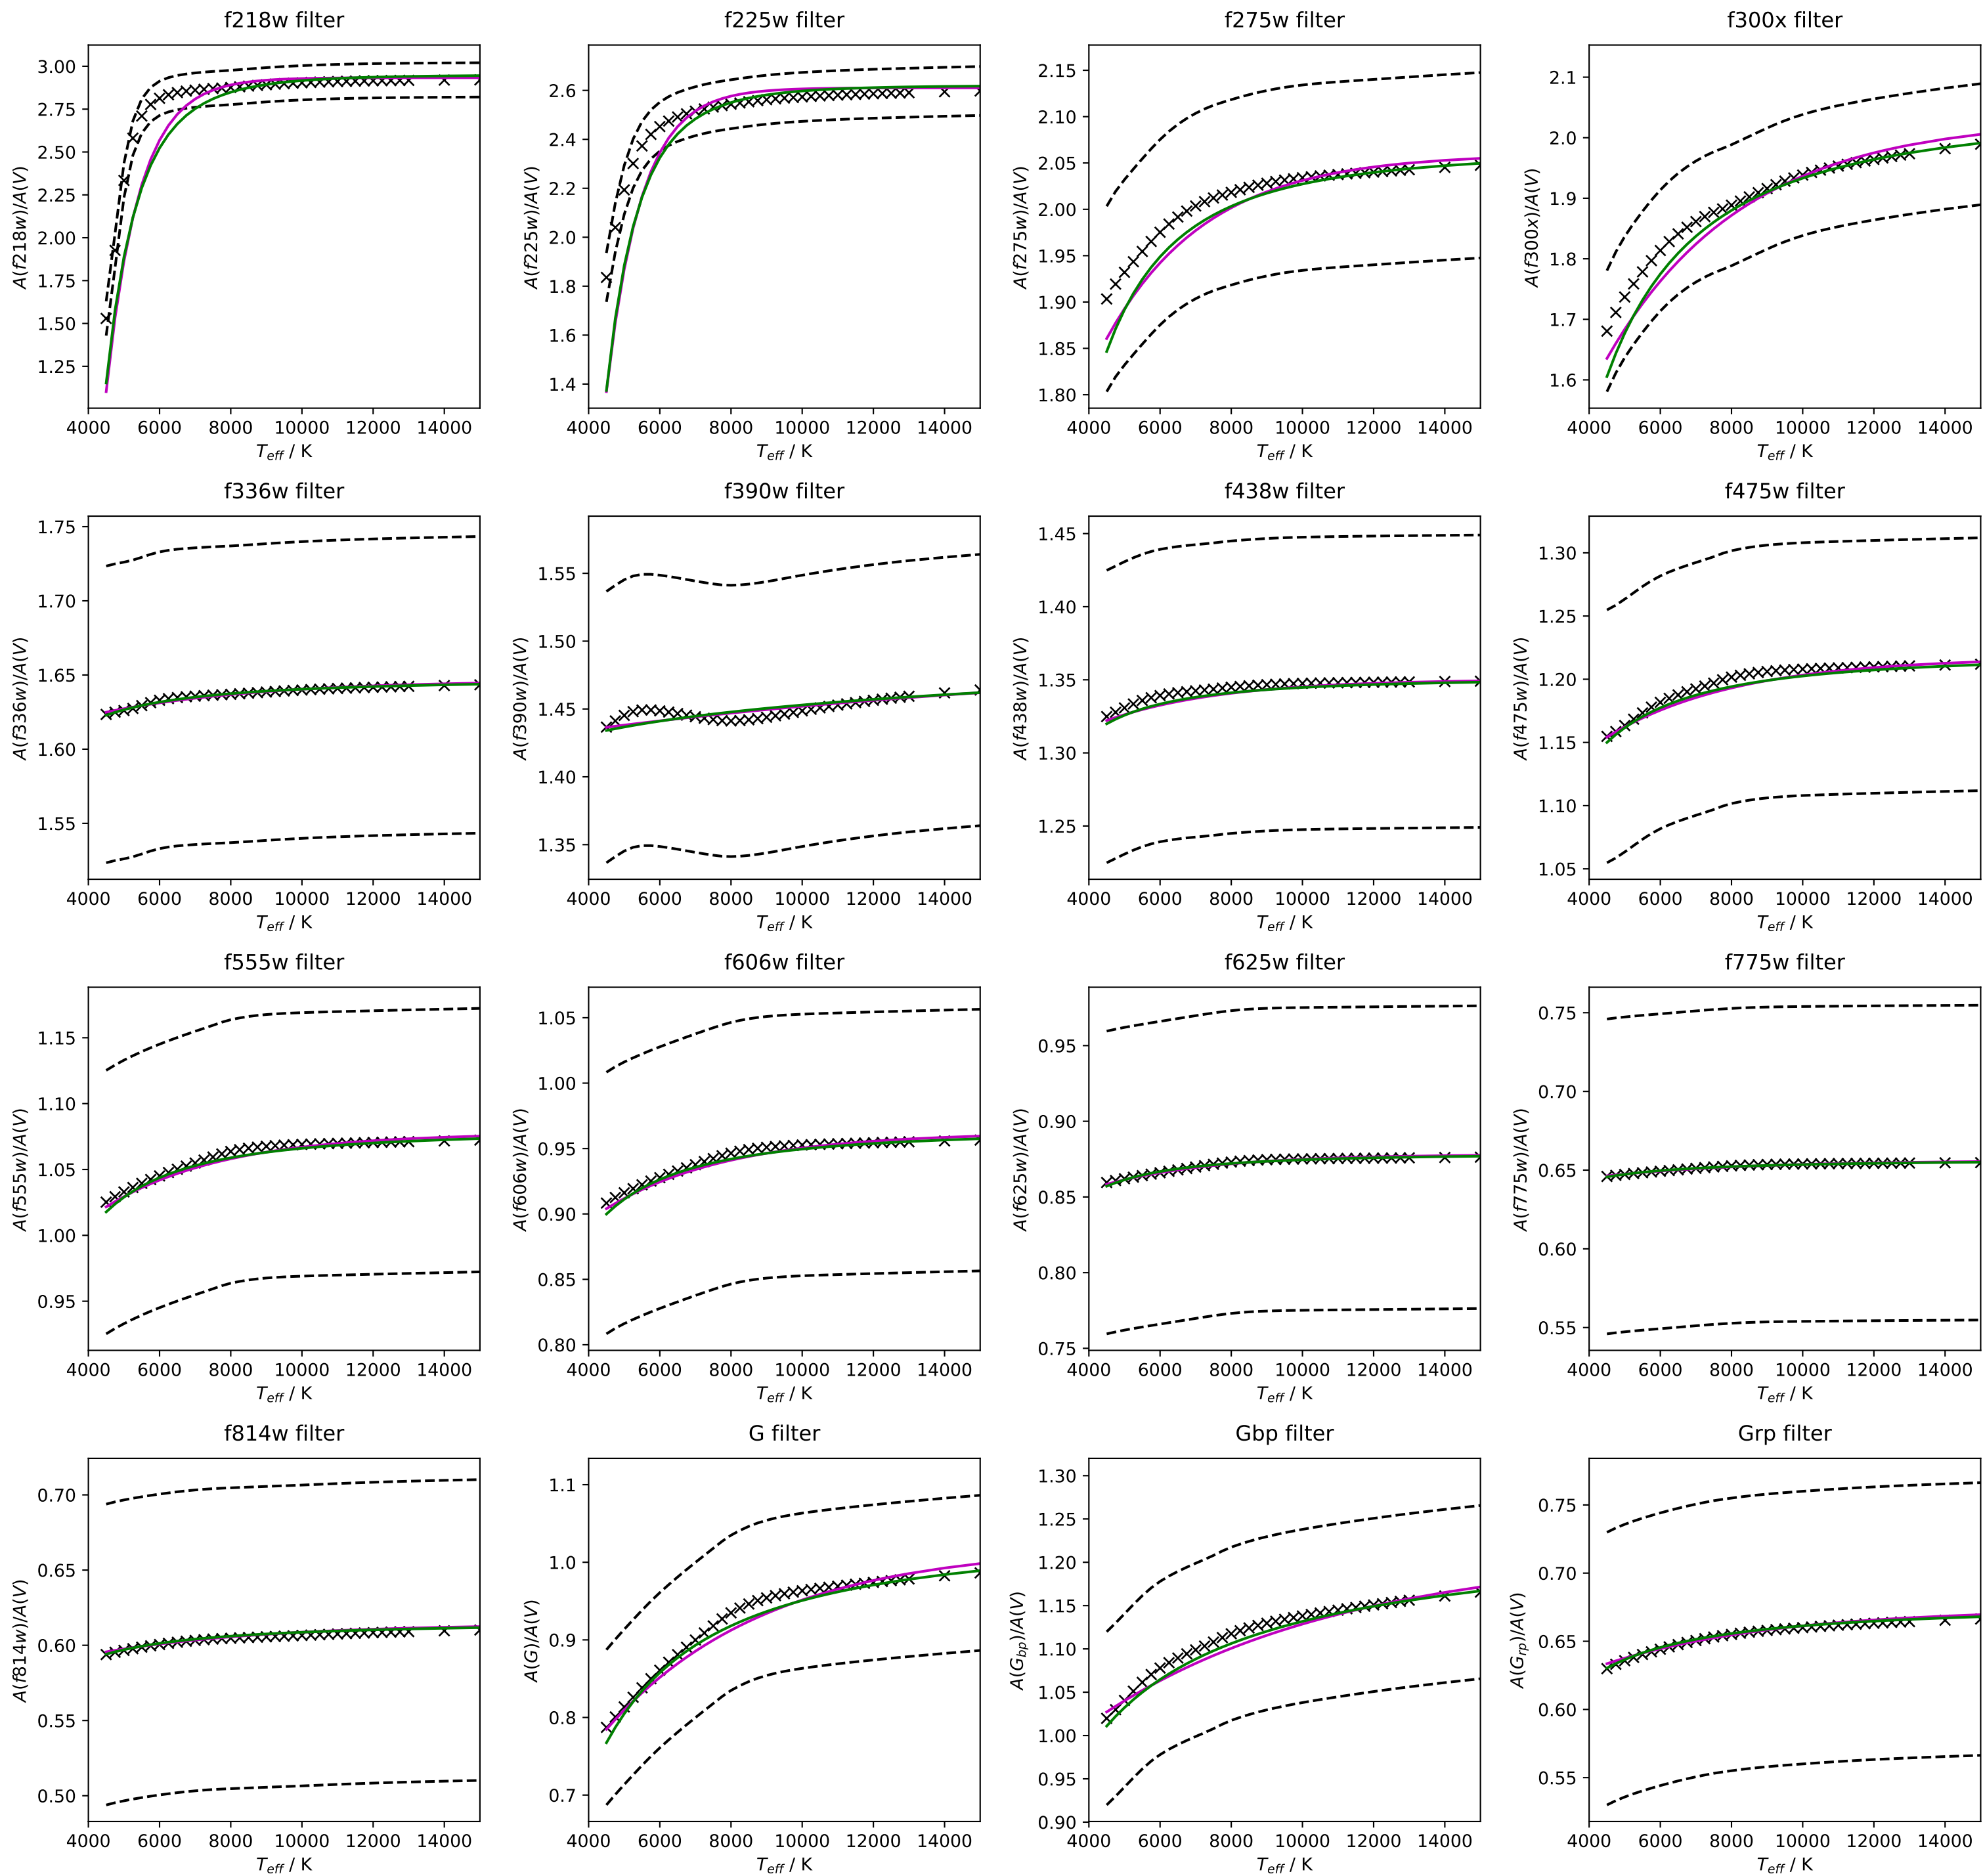 f218w filter
f225w filter
f275w filter
f300x filter
A(f218w)/A(V)
3.00
2.75
2.50
2.25
2.00
1.75
1.50
1.25
4000 6000 8000 10000 12000 14000
T_eff / K
A(f225w)/A(V)
2.6
2.4
2.2
2.0
1.8
1.6
1.4
4000 6000 8000 10000 12000 14000
T_eff / K
A(f275w)/A(V)
2.15
2.10
2.05
2.00
1.95
1.90
1.85
1.80
4000 6000 8000 10000 12000 14000
T_eff / K
A(f300x)/A(V)
2.1
2.0
1.9
1.8
1.7
1.6
4000 6000 8000 10000 12000 14000
T_eff / K
f336w filter
f390w filter
f438w filter
f475w filter
A(f336w)/A(V)
1.75
1.70
1.65
1.60
1.55
4000 6000 8000 10000 12000 14000
T_eff / K
A(f390w)/A(V)
1.55
1.50
1.45
1.40
1.35
4000 6000 8000 10000 12000 14000
T_eff / K
A(f438w)/A(V)
1.45
1.40
1.35
1.30
1.25
4000 6000 8000 10000 12000 14000
T_eff / K
A(f475w)/A(V)
1.30
1.25
1.20
1.15
1.10
1.05
4000 6000 8000 10000 12000 14000
T_eff / K
f555w filter
f606w filter
f625w filter
f775w filter
A(f555w)/A(V)
1.15
1.10
1.05
1.00
0.95
4000 6000 8000 10000 12000 14000
T_eff / K
A(f606w)/A(V)
1.05
1.00
0.95
0.90
0.85
0.80
4000 6000 8000 10000 12000 14000
T_eff / K
A(f625w)/A(V)
0.95
0.90
0.85
0.80
0.75
4000 6000 8000 10000 12000 14000
T_eff / K
A(f775w)/A(V)
0.75
0.70
0.65
0.60
0.55
4000 6000 8000 10000 12000 14000
T_eff / K
f814w filter
G filter
Gbp filter
Grp filter
A(f814w)/A(V)
0.70
0.65
0.60
0.55
0.50
4000 6000 8000 10000 12000 14000
T_eff / K
A(G)/A(V)
1.1
1.0
0.9
0.8
0.7
4000 6000 8000 10000 12000 14000
T_eff / K
A(G_bp)/A(V)
1.30
1.25
1.20
1.15
1.10
1.05
1.00
0.95
0.90
4000 6000 8000 10000 12000 14000
T_eff / K
A(G_rp)/A(V)
0.75
0.70
0.65
0.60
0.55
4000 6000 8000 10000 12000 14000
T_eff / K